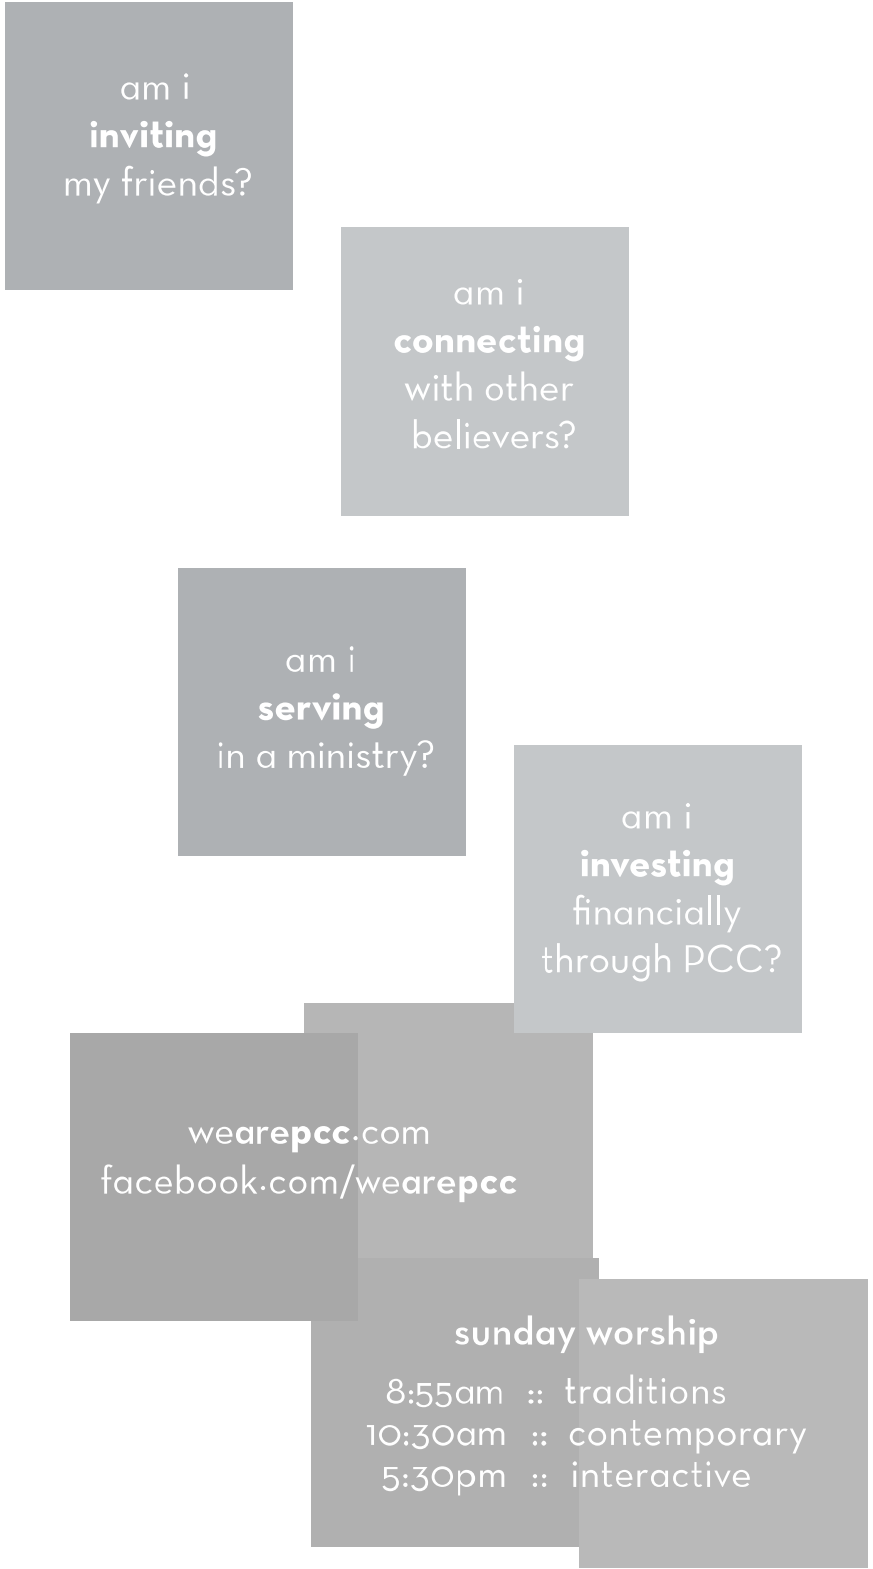 am i
inviting
my friends?
am i
connecting
with other
believers?
am i
serving
in a ministry?
am i
investing
financially
through PCC?
wearepcc.com
facebook.com/wearepcc
sunday worship
8:55am :: traditions
10:30am :: contemporary
5:30pm :: interactive